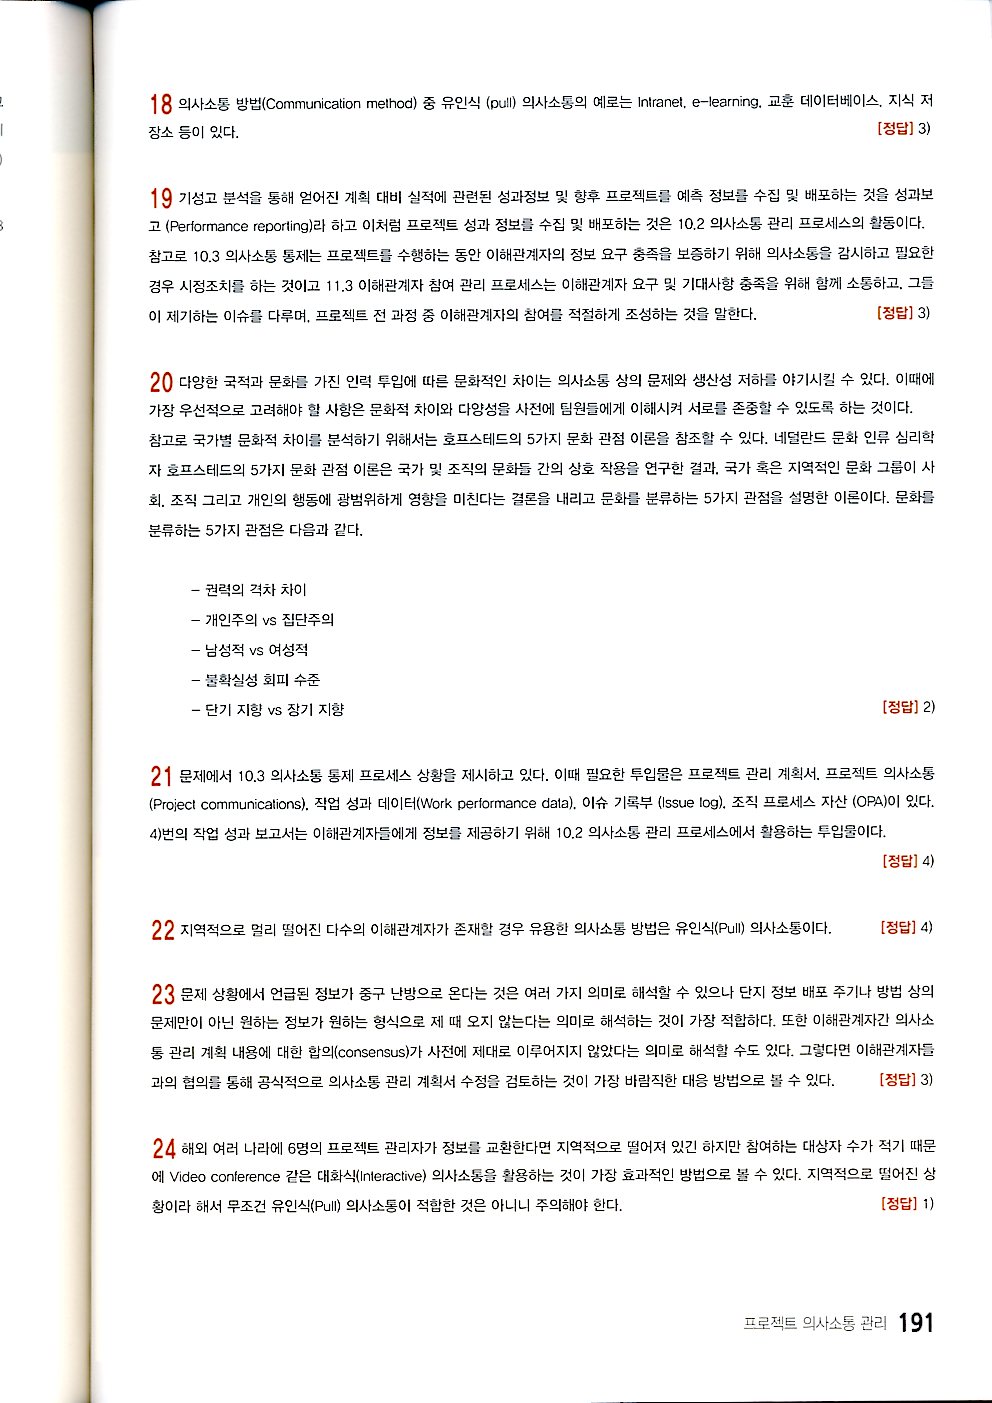 18 의사소통 방법(Communication method) 중 유인식 (pull) 의사소통의 예로는 Intranet, e-learning, 교훈 데이터베이스, 지식 저
장소 등이 있다. [정답] 3)
19 기성고 분석을 통해 얻어진 계획 대비 실적에 관련된 성과정보 및 향후 프로젝트를 예측 정보를 수집 및 배포하는 것을 성과보
고 (Performance reporting)라 하고 이처럼 프로젝트 성과 정보를 수집 및 배포하는 것은 10.2 의사소통 관리 프로세스의 활동이다.
참고로 10.3 의사소통 통제는 프로젝트를 수행하는 동안 이해관계자의 정보 요구 충족을 보증하기 위해 의사소통을 감시하고 필요한
경우 시정조치를 하는 것이고 11.3 이해관계자 참여 관리 프로세스는 이해관계자 요구 및 기대사항 충족을 위해 함께 소통하고, 그들
이 제기하는 이슈를 다루며, 프로젝트 전 과정 중 이해관계자의 참여를 적절하게 조성하는 것을 말한다. [정답] 3)
20 다양한 국적과 문화를 가진 인력 투입에 따른 문화적인 차이는 의사소통 상의 문제와 생산성 저하를 야기시킬 수 있다. 이때에
가장 우선적으로 고려해야 할 사항은 문화적 차이와 다양성을 사전에 팀원들에게 이해시켜 서로를 존중할 수 있도록 하는 것이다.
참고로 국가별 문화적 차이를 분석하기 위해서는 호프스테드의 5가지 문화 관점 이론을 참조할 수 있다. 네덜란드 문화 인류 심리학
자 호프스테드의 5가지 문화 관점 이론은 국가 및 조직의 문화들 간의 상호 작용을 연구한 결과, 국가 혹은 지역적인 문화 그룹이 사
회, 조직 그리고 개인의 행동에 광범위하게 영향을 미친다는 결론을 내리고 문화를 분류하는 5가지 관점을 설명한 이론이다. 문화를
분류하는 5가지 관점은 다음과 같다.
- 권력의 격차 차이
- 개인주의 vs 집단주의
- 남성적 vs 여성적
- 불확실성 회피 수준
- 단기 지향 vs 장기 지향 [정답] 2)
21 문제에서 10.3 의사소통 통제 프로세스 상황을 제시하고 있다. 이때 필요한 투입물은 프로젝트 관리 계획서, 프로젝트 의사소통
(Project communications), 작업 성과 데이터(Work performance data), 이슈 기록부 (Issue log), 조직 프로세스 자산 (OPA)이 있다.
4)번의 작업 성과 보고서는 이해관계자들에게 정보를 제공하기 위해 10.2 의사소통 관리 프로세스에서 활용하는 투입물이다.
[정답] 4)
22 지역적으로 멀리 떨어진 다수의 이해관계자가 존재할 경우 유용한 의사소통 방법은 유인식(Pull) 의사소통이다. [정답] 4)
23 문제 상황에서 언급된 정보가 중구 난방으로 온다는 것은 여러 가지 의미로 해석할 수 있으나 단지 정보 배포 주기나 방법 상의
문제만이 아닌 원하는 정보가 원하는 형식으로 제 때 오지 않는다는 의미로 해석하는 것이 가장 적합하다. 또한 이해관계자간 의사소
통 관리 계획 내용에 대한 합의(consensus)가 사전에 제대로 이루어지지 않았다는 의미로 해석할 수도 있다. 그렇다면 이해관계자들
과의 협의를 통해 공식적으로 의사소통 관리 계획서 수정을 검토하는 것이 가장 바람직한 대응 방법으로 볼 수 있다. [정답] 3)
24 해외 여러 나라에 6명의 프로젝트 관리자가 정보를 교환한다면 지역적으로 떨어져 있긴 하지만 참여하는 대상자 수가 적기 때문
에 Video conference 같은 대화식(Interactive) 의사소통을 활용하는 것이 가장 효과적인 방법으로 볼 수 있다. 지역적으로 떨어진 상
황이라 해서 무조건 유인식(Pull) 의사소통이 적합한 것은 아니니 주의해야 한다. [정답] 1)
프로젝트 의사소통 관리 191